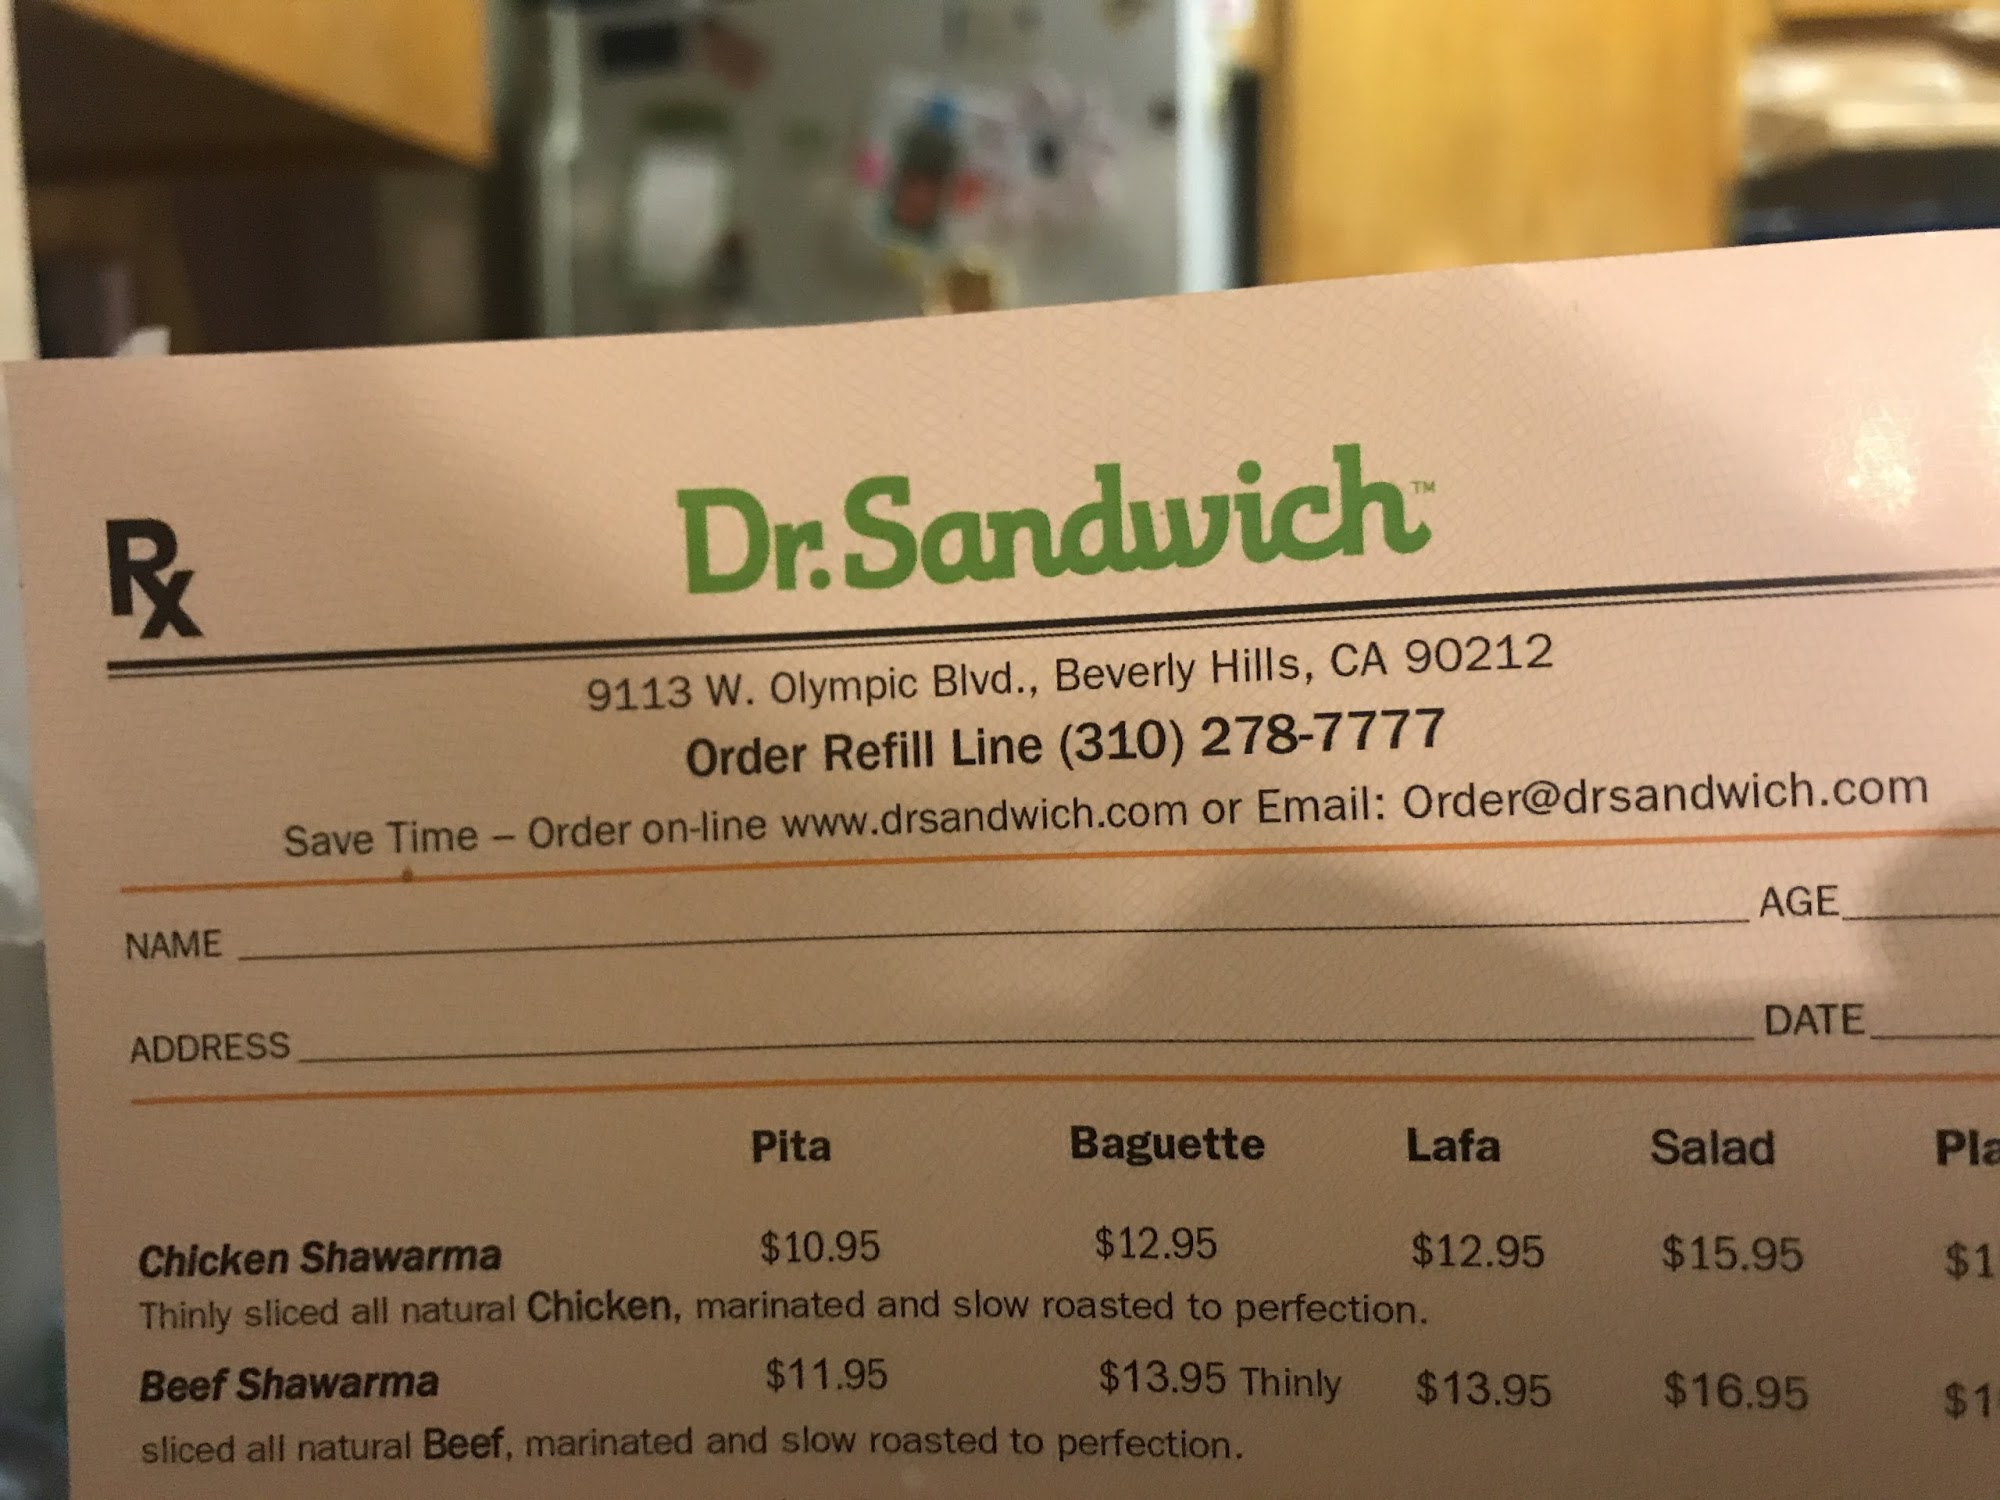 Rx
Dr.Sandwich™
9113 W. Olympic Blvd., Beverly Hills, CA 90212
Order Refill Line (310) 278-7777
Save Time – Order on-line www.drsandwich.com or Email: Order@drsandwich.com
NAME AGE
ADDRESS DATE
Pita Baguette Lafa Salad
Chicken Shawarma $10.95 $12.95 $12.95 $15.95
Thinly sliced all natural Chicken, marinated and slow roasted to perfection.
Beef Shawarma $11.95 $13.95 Thinly $13.95 $16.95
sliced all natural Beef, marinated and slow roasted to perfection.